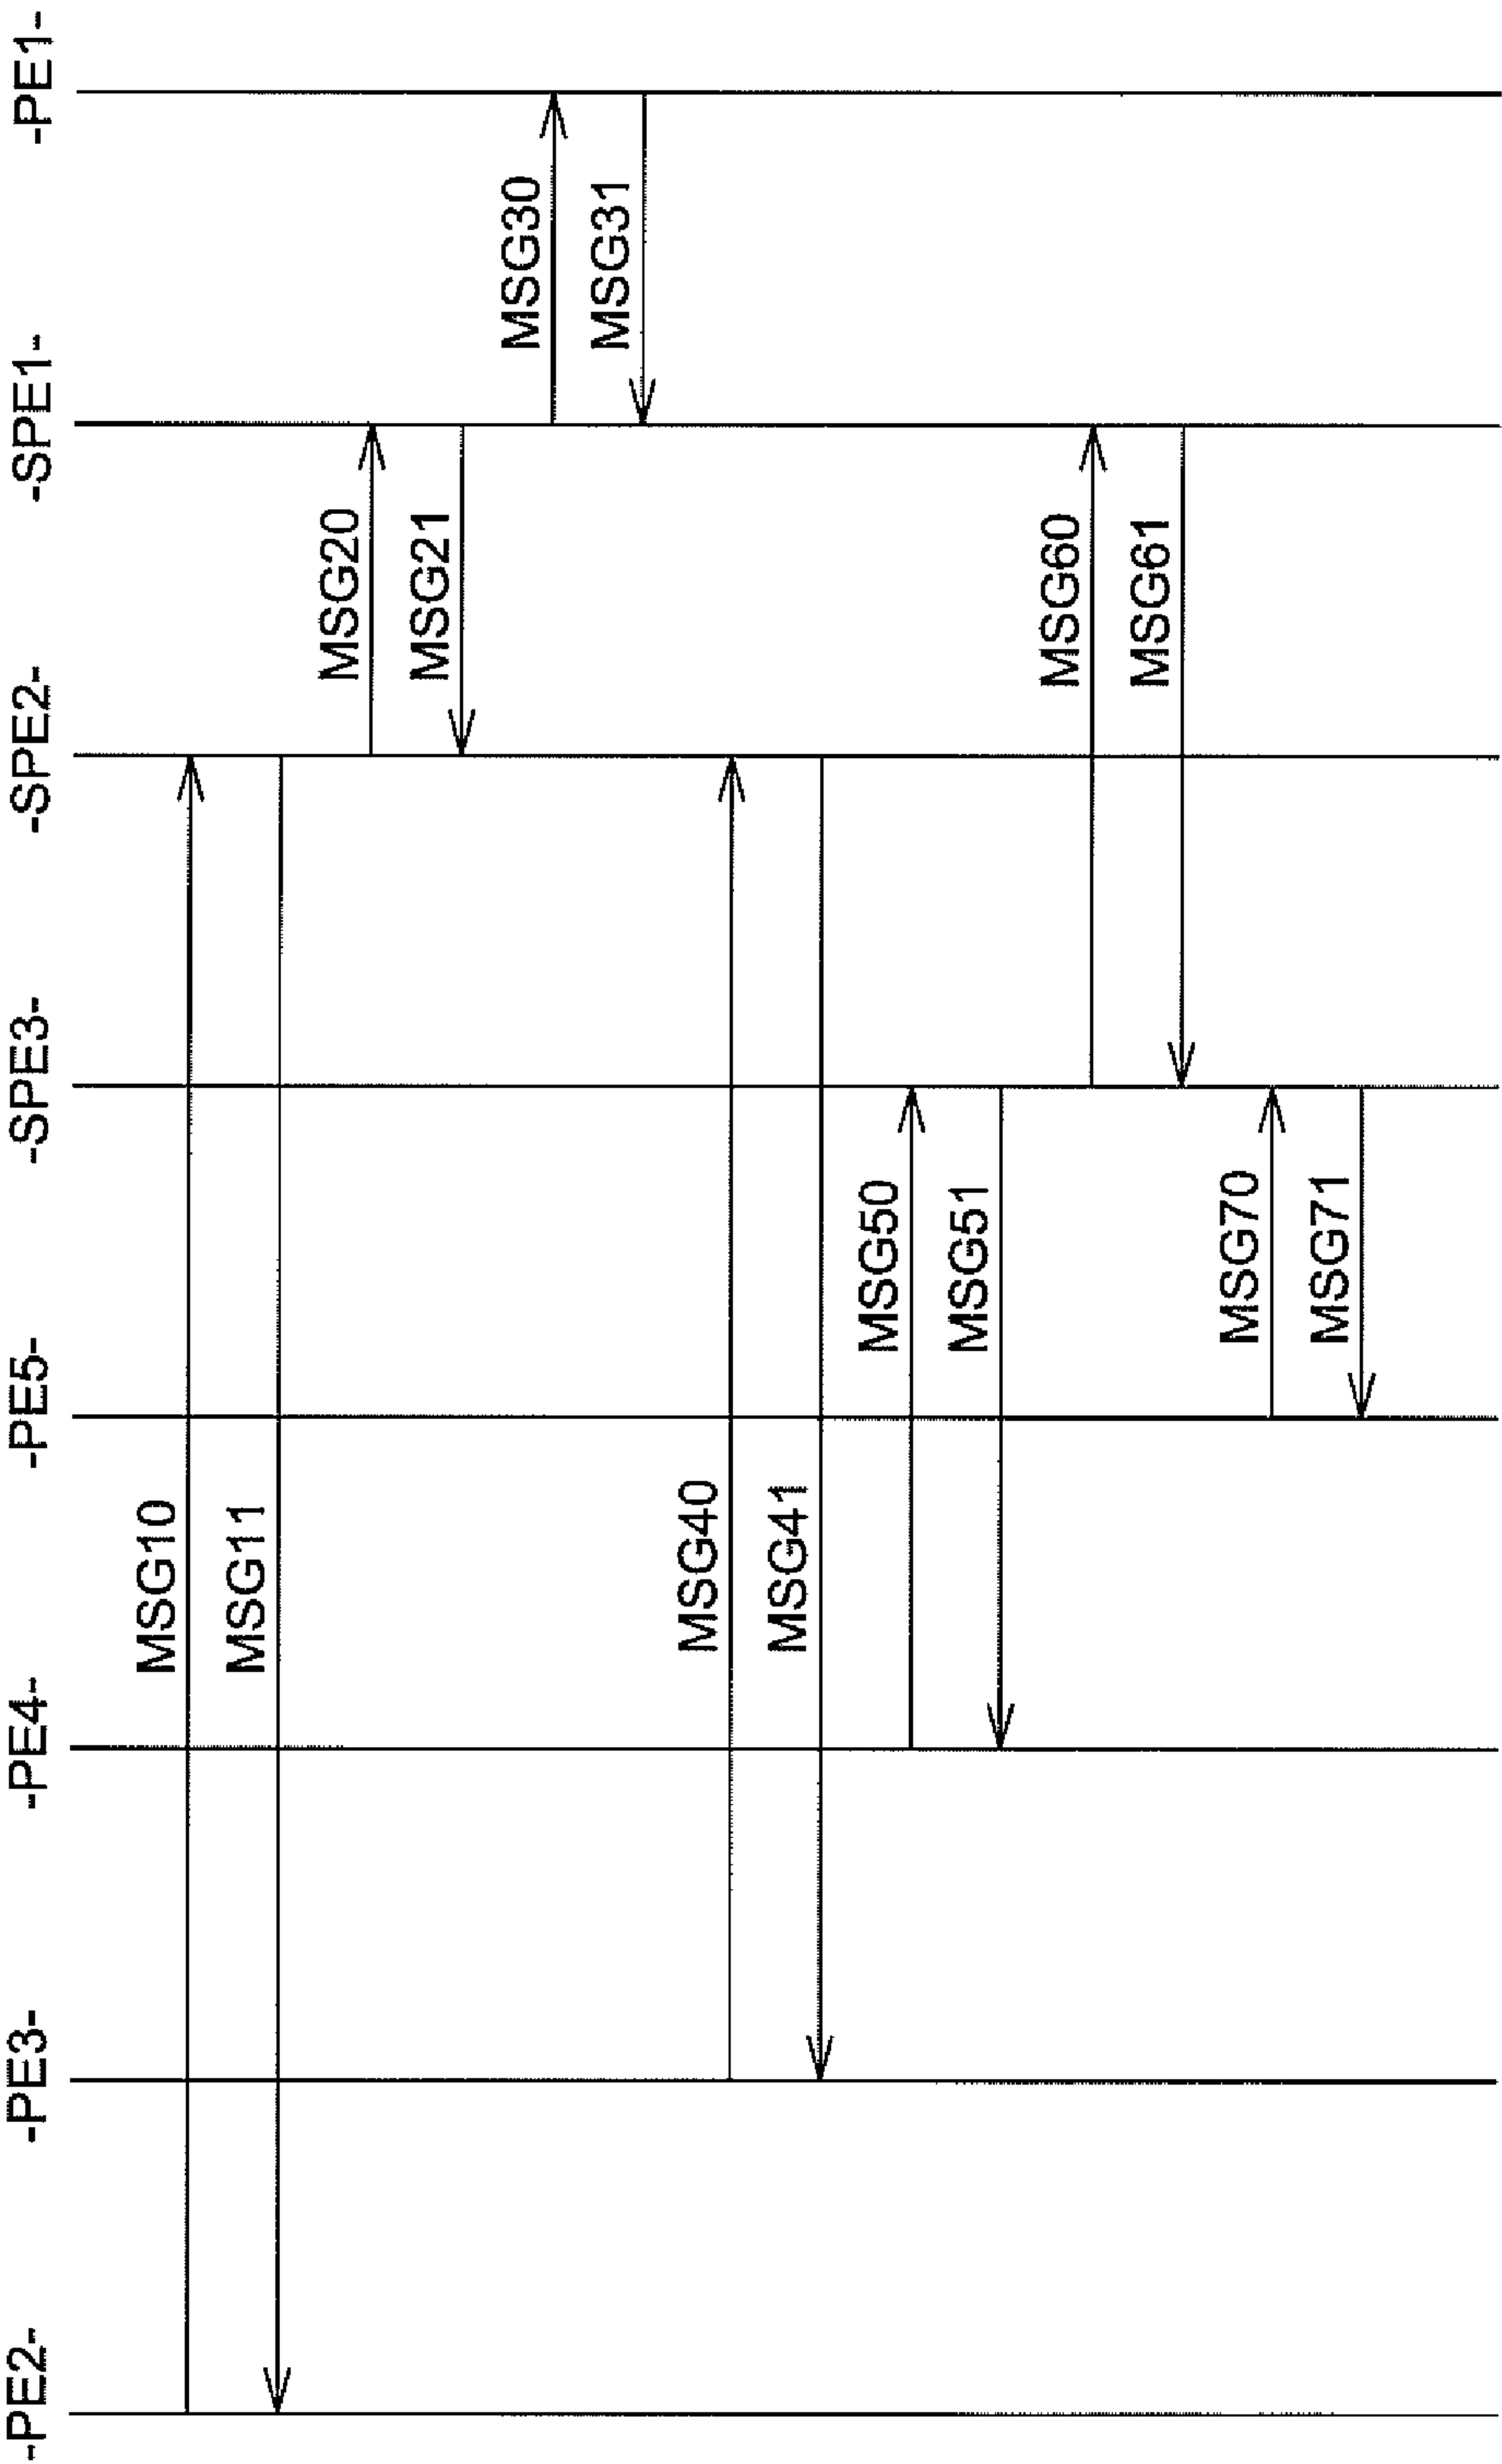 -PE2-
-PE3-
-PE4-
-PE5-
-SPE3-
-SPE2-
-SPE1-
-PE1-
MSG10
MSG11
MSG20
MSG21
MSG30
MSG31
MSG40
MSG41
MSG50
MSG51
MSG60
MSG61
MSG70
MSG71